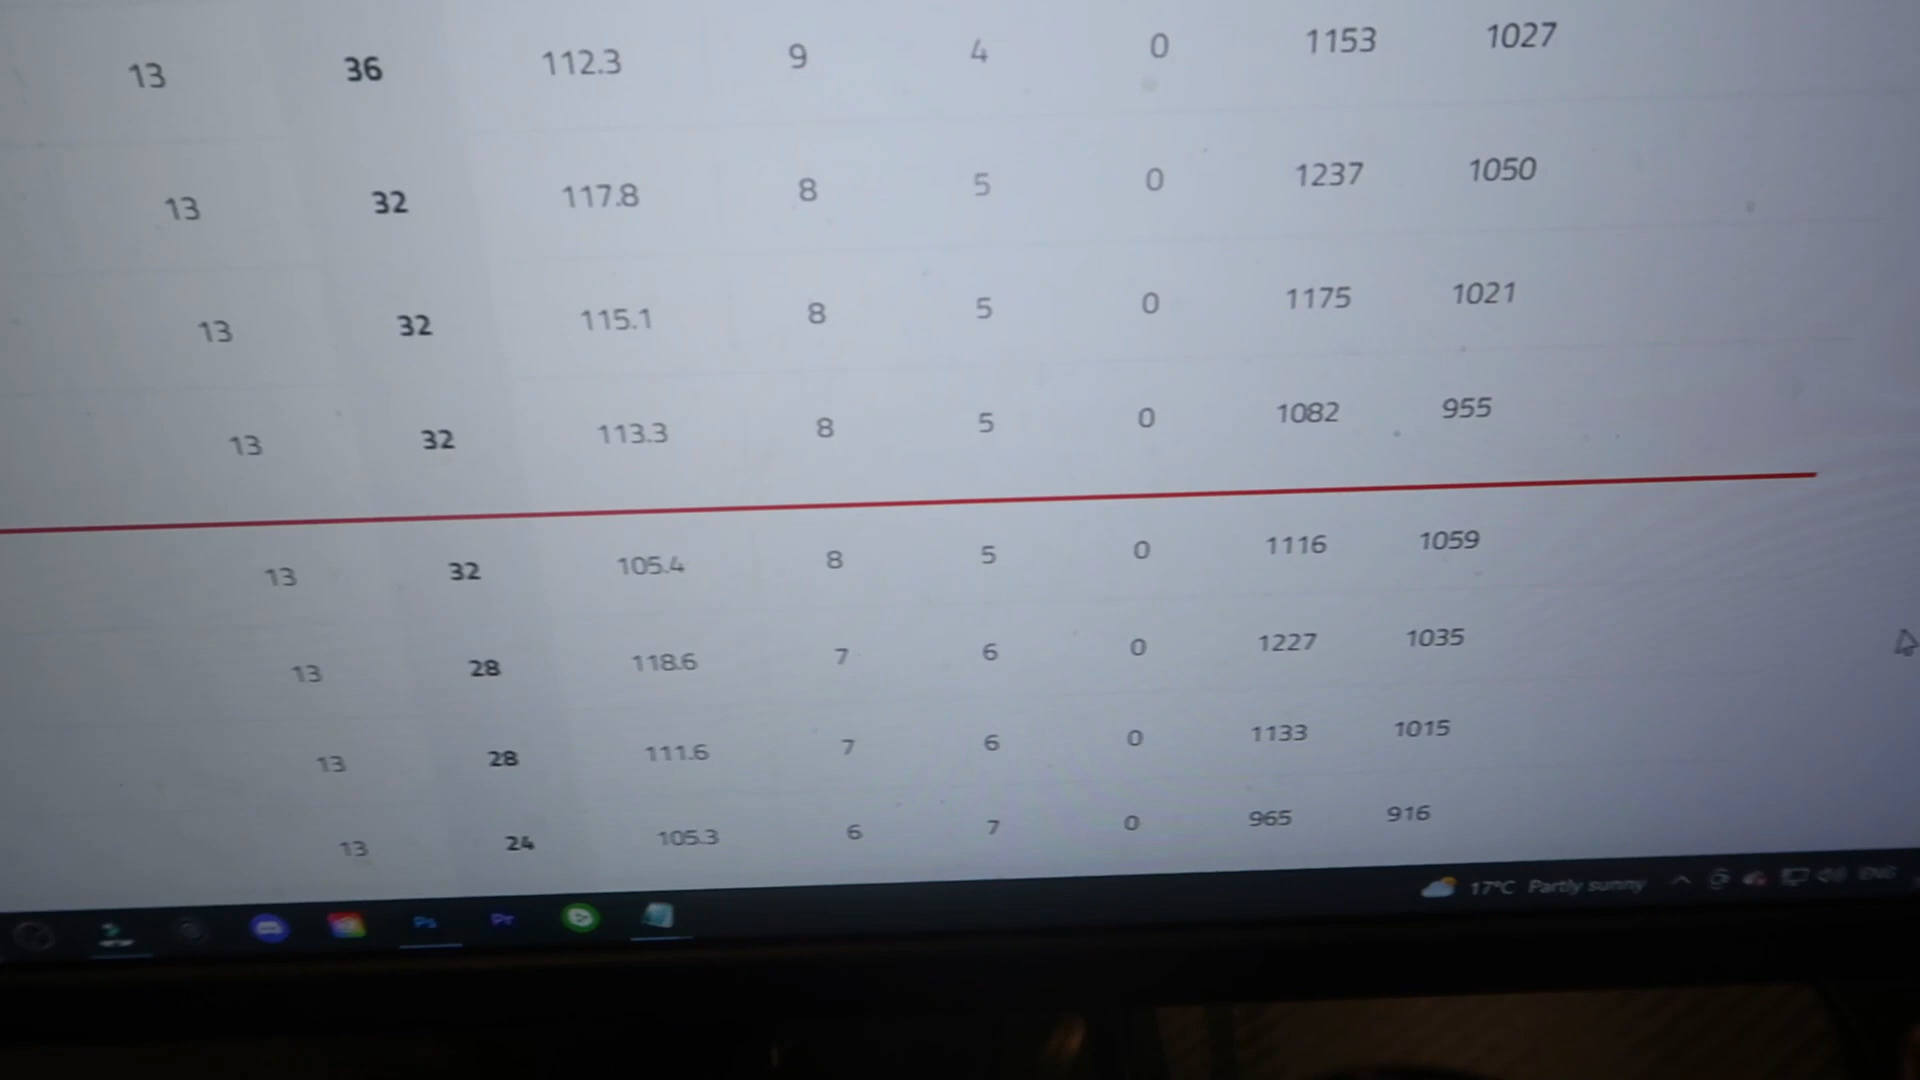 13 36 112.3 9 4 0 1153 1027
13 32 117.8 8 5 0 1237 1050
13 32 115.1 8 5 0 1175 1021
13 32 113.3 8 5 0 1082 955
13 32 105.4 8 5 0 1116 1059
13 28 118.6 7 6 0 1227 1035
13 28 111.6 7 6 0 1133 1015
13 24 105.3 6 7 0 965 916
17°C Partly sunny ENG
Ps Pr